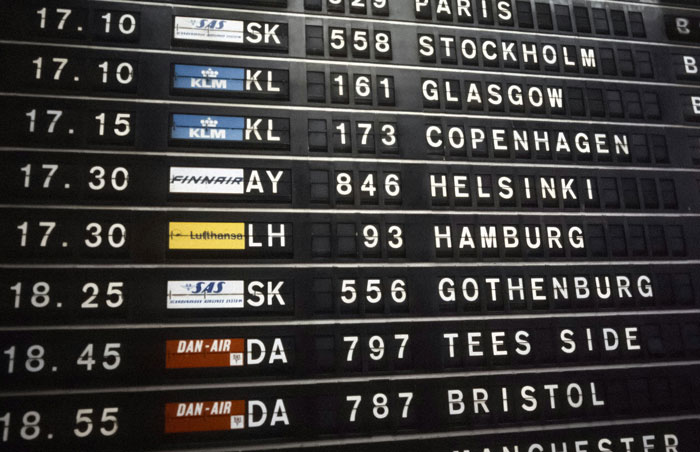 PARIS
17.10 SAS SK 558 STOCKHOLM
17.10 KLM KL 161 GLASGOW
17.15 KLM KL 173 COPENHAGEN
17.30 FINNAIR AY 846 HELSINKI
17.30 Lufthansa LH 93 HAMBURG
18.25 SAS SK 556 GOTHENBURG
18.45 DAN-AIR DA 797 TEES SIDE
18.55 DAN-AIR DA 787 BRISTOL
MANCHESTER